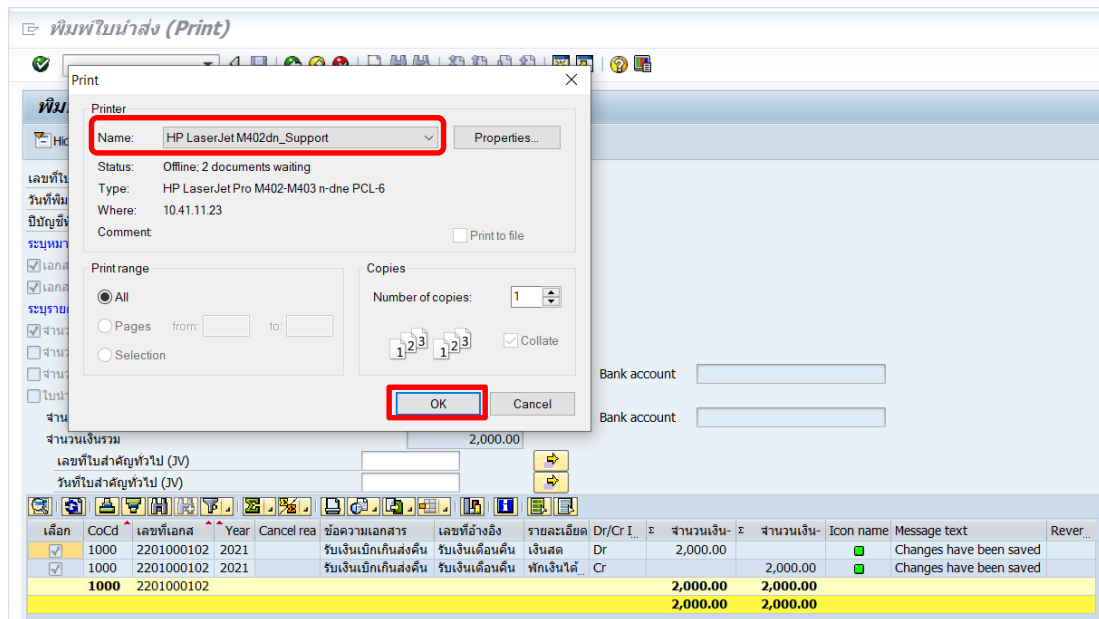 พิมพ์ใบนำส่ง (Print)
Print
Printer
Name: HP LaserJet M402dn_Support Properties...
Status: Offline; 2 documents waiting
Type: HP LaserJet Pro M402-M403 n-dne PCL-6
Where: 10.41.11.23
Comment:
Print to file
Print range
All
Pages from: to:
Selection
Copies
Number of copies: 1
1 2 3 1 2 3
Collate
OK Cancel
Bank account
Bank account
จำนวนเงินรวม 2,000.00
เลขที่ใบสำคัญทั่วไป (JV)
วันที่ใบสำคัญทั่วไป (JV)
เลือก CoCd เลขที่เอกส Year Cancel rea ข้อความเอกสาร เลขที่อ้างอิง รายละเอียด Dr/Cr I... Σ จำนวนเงิน- Σ จำนวนเงิน- Icon name Message text Rever...
1000 2201000102 2021 รับเงินเบิกเกินส่งคืน รับเงินเดือนคืน เงินสด Dr 2,000.00 Changes have been saved
1000 2201000102 2021 รับเงินเบิกเกินส่งคืน รับเงินเดือนคืน พักเงินได้... Cr 2,000.00 Changes have been saved
1000 2201000102 2,000.00 2,000.00
2,000.00 2,000.00